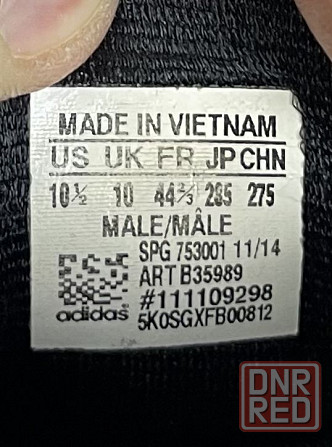 MADE IN VIETNAM
US UK FR JP CHN
10½ 10 44⅔ 285 275
MALE/MÂLE
SPG 753001 11/14
ART B35989
#111109298
adidas 5K0SGXFB00812
DNR
RED